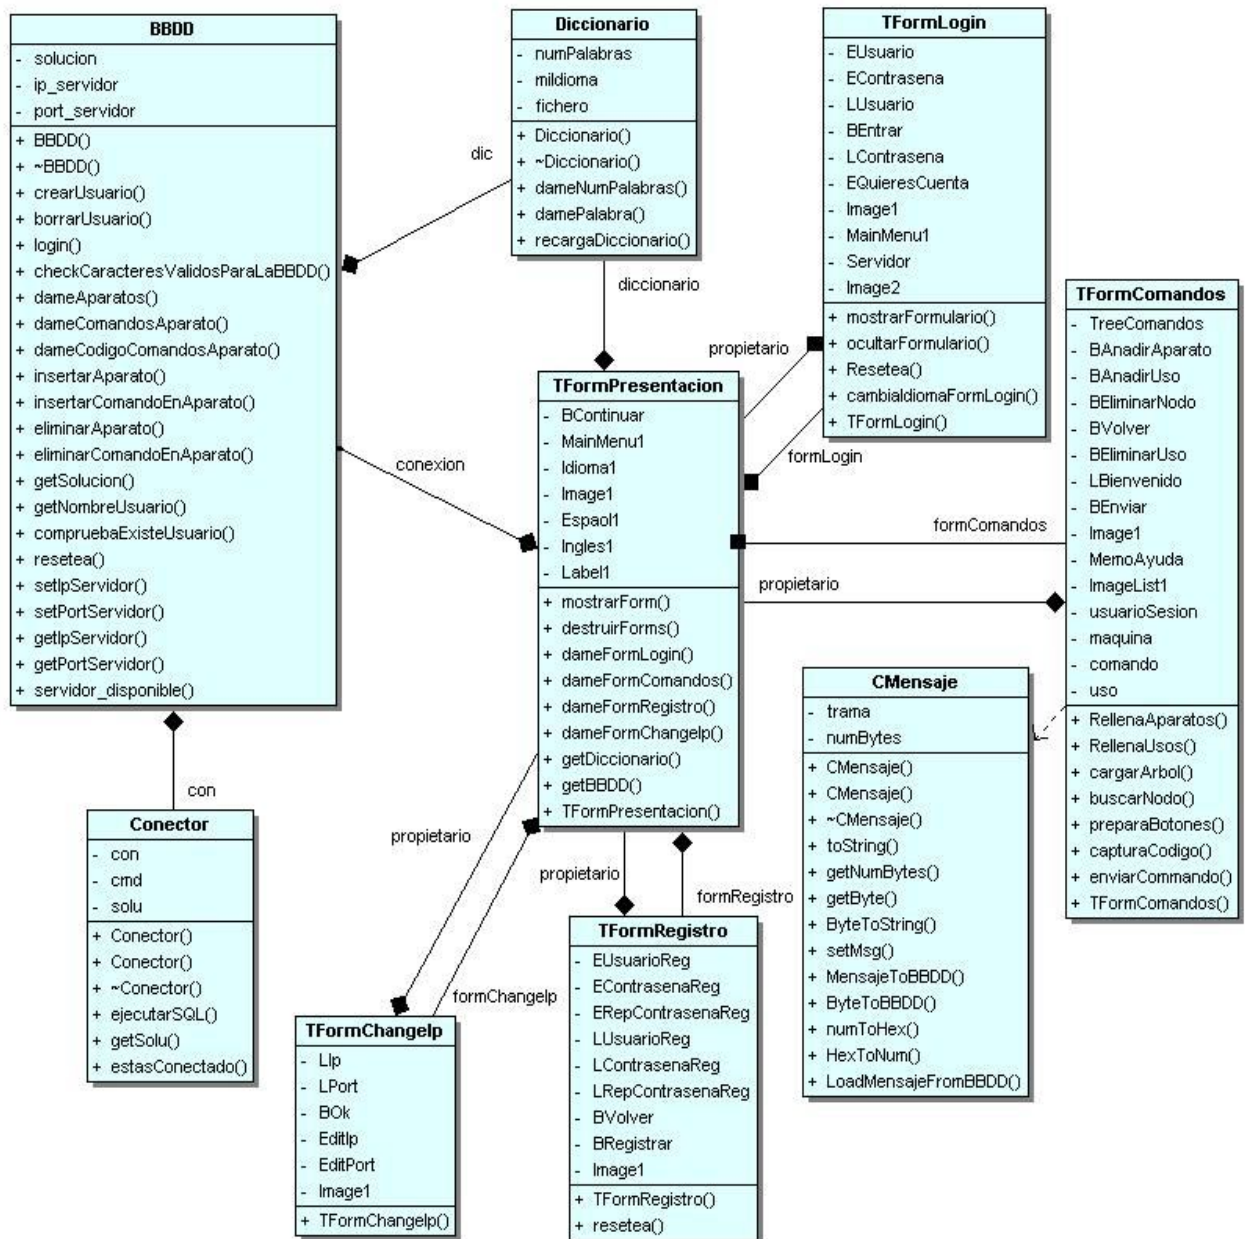 BBDD
- solucion
- ip_servidor
- port_servidor
+ BBDD()
+ ~BBDD()
+ crearUsuario()
+ borrarUsuario()
+ login()
+ checkCaracteresValidosParaLaBBDD()
+ dameAparatos()
+ dameComandosAparato()
+ dameCodigoComandosAparato()
+ insertarAparato()
+ insertarComandoEnAparato()
+ eliminarAparato()
+ eliminarComandoEnAparato()
+ getSolucion()
+ getNombreUsuario()
+ compruebaExisteUsuario()
+ resetea()
+ setIpServidor()
+ setPortServidor()
+ getIpServidor()
+ getPortServidor()
+ servidor_disponible()
dic
Diccionario
- numPalabras
- miIdioma
- fichero
+ Diccionario()
+ ~Diccionario()
+ dameNumPalabras()
+ damePalabra()
+ recargaDiccionario()
diccionario
TFormLogin
- EUsuario
- EContrasena
- LUsuario
- BEntrar
- LContrasena
- EQuieresCuenta
- Image1
- MainMenu1
- Servidor
- Image2
+ mostrarFormulario()
+ ocultarFormulario()
+ Resetea()
+ cambiaIdiomaFormLogin()
+ TFormLogin()
propietario
formLogin
conexion
TFormPresentacion
- BContinuar
- MainMenu1
- Idioma1
- Image1
- Espaol1
- Ingles1
- Label1
+ mostrarForm()
+ destruirForms()
+ dameFormLogin()
+ dameFormComandos()
+ dameFormRegistro()
+ dameFormChangeIp()
+ getDiccionario()
+ getBBDD()
+ TFormPresentacion()
formComandos
propietario
TFormComandos
- TreeComandos
- BAnadirAparato
- BAnadirUso
- BEliminarNodo
- BVolver
- BEliminarUso
- LBienvenido
- BEnviar
- Image1
- MemoAyuda
- ImageList1
- usuarioSesion
- maquina
- comando
- uso
+ RellenaAparatos()
+ RellenaUsos()
+ cargarArbol()
+ buscarNodo()
+ preparaBotones()
+ capturaCodigo()
+ enviarCommando()
+ TFormComandos()
CMensaje
- trama
- numBytes
+ CMensaje()
+ CMensaje()
+ ~CMensaje()
+ toString()
+ getNumBytes()
+ getByte()
+ ByteToString()
+ setMsg()
+ MensajeToBBDD()
+ ByteToBBDD()
+ numToHex()
+ HexToNum()
+ LoadMensajeFromBBDD()
con
Conector
- con
- cmd
- solu
+ Conector()
+ Conector()
+ ~Conector()
+ ejecutarSQL()
+ getSolu()
+ estasConectado()
propietario
formChangeIp
TFormChangeIp
- LIp
- LPort
- BOk
- EditIp
- EditPort
- Image1
+ TFormChangeIp()
propietario
formRegistro
TFormRegistro
- EUsuarioReg
- EContrasenaReg
- ERepContrasenaReg
- LUsuarioReg
- LContrasenaReg
- LRepContrasenaReg
- BVolver
- BRegistrar
- Image1
+ TFormRegistro()
+ resetea()